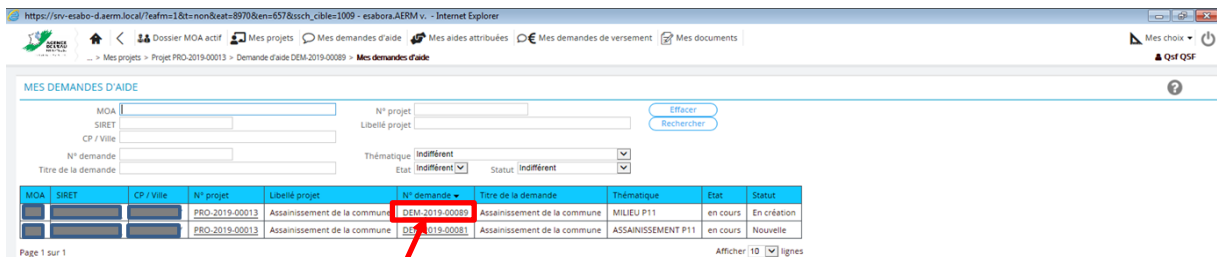 https://srv-esabo-d.aerm.local/?eafm=1&t=non&eat=8970&en=657&ssch_cible=1009 - esabora.AERM v. - Internet Explorer
AGENCE DE L'EAU
Dossier MOA actif Mes projets Mes demandes d'aide Mes aides attribuées Mes demandes de versement Mes documents Mes choix
... > Mes projets > Projet PRO-2019-00013 > Demande d'aide DEM-2019-00089 > Mes demandes d'aide Qsf QSF
MES DEMANDES D'AIDE ?
MOA N° projet Effacer
SIRET Libellé projet Rechercher
CP / Ville
N° demande Thématique Indifférent
Titre de la demande Etat Indifférent Statut Indifférent
MOA SIRET CP / Ville N° projet Libellé projet N° demande Titre de la demande Thématique Etat Statut
PRO-2019-00013 Assainissement de la commune DEM-2019-00089 Assainissement de la commune MILIEU P11 en cours En création
PRO-2019-00013 Assainissement de la commune DEM-2019-00081 Assainissement de la commune ASSAINISSEMENT P11 en cours Nouvelle
Page 1 sur 1 Afficher 10 lignes